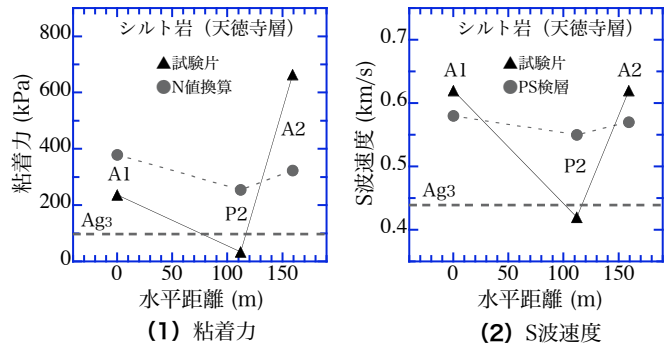 シルト岩（天徳寺層）
▲試験片
●N値換算
A1
A2
P2
Ag3
粘着力 (kPa)
800
600
400
200
0
0 50 100 150
水平距離 (m)
(1) 粘着力
シルト岩（天徳寺層）
▲試験片
●PS検層
A1
A2
P2
Ag3
S波速度 (km/s)
0.7
0.6
0.5
0.4
0 50 100 150
水平距離 (m)
(2) S波速度